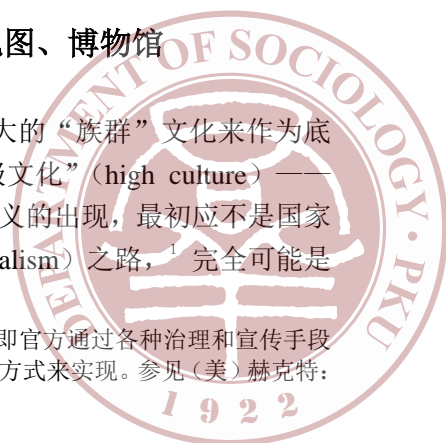 图、博物馆
大的“族群”文化来作为底
级文化”(high culture)——
义的出现，最初应不是国家
alism）之路，1 完全可能是
即官方通过各种治理和宣传手段
方式来实现。参见（美）赫克特：
DEPARTMENT OF SOCIOLOGY · PKU
1922